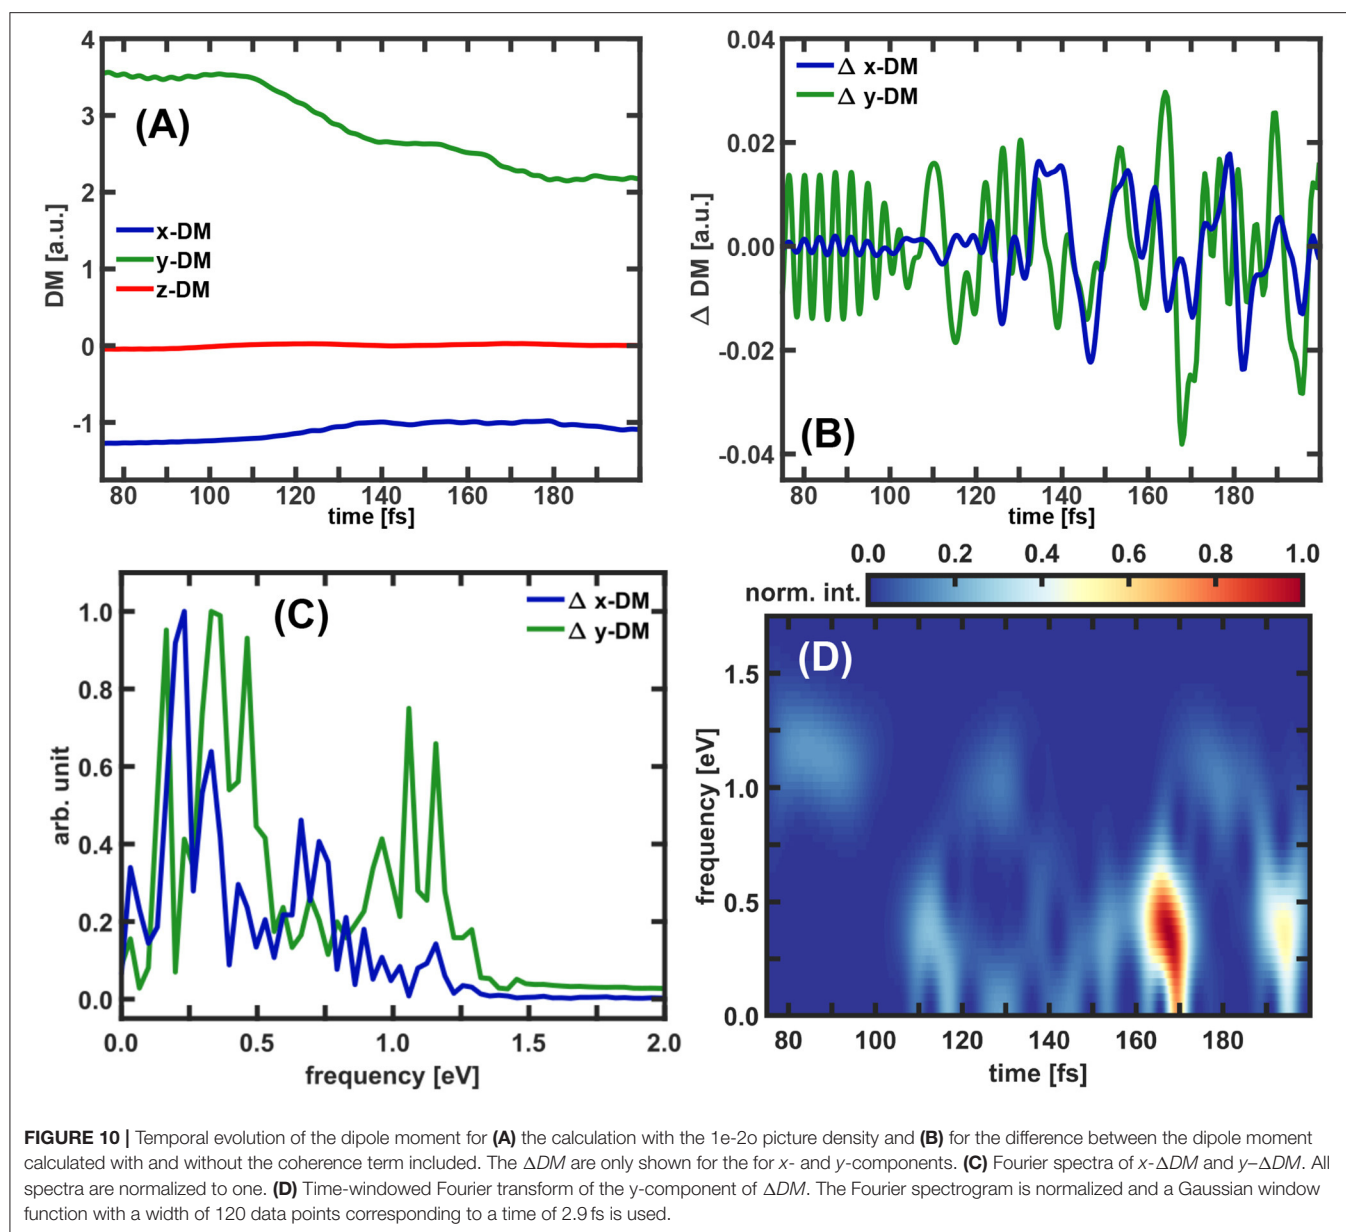 4
3
2
1
0
-1
DM [a.u.]
(A)
x-DM
y-DM
z-DM
80 100 120 140 160 180
time [fs]
0.04
0.02
0.00
-0.02
-0.04
Δ DM [a.u.]
Δ x-DM
Δ y-DM
(B)
80 100 120 140 160 180
time [fs]
1.0
0.8
0.6
0.4
0.2
0.0
arb. unit
(C)
Δ x-DM
Δ y-DM
0.0 0.5 1.0 1.5 2.0
frequency [eV]
0.0 0.2 0.4 0.6 0.8 1.0
norm. int.
(D)
1.5
1.0
0.5
0.0
frequency [eV]
80 100 120 140 160 180
time [fs]
FIGURE 10 | Temporal evolution of the dipole moment for (A) the calculation with the 1e-2o picture density and (B) for the difference between the dipole moment
calculated with and without the coherence term included. The ΔDM are only shown for the for x- and y-components. (C) Fourier spectra of x-ΔDM and y–ΔDM. All
spectra are normalized to one. (D) Time-windowed Fourier transform of the y-component of ΔDM. The Fourier spectrogram is normalized and a Gaussian window
function with a width of 120 data points corresponding to a time of 2.9 fs is used.